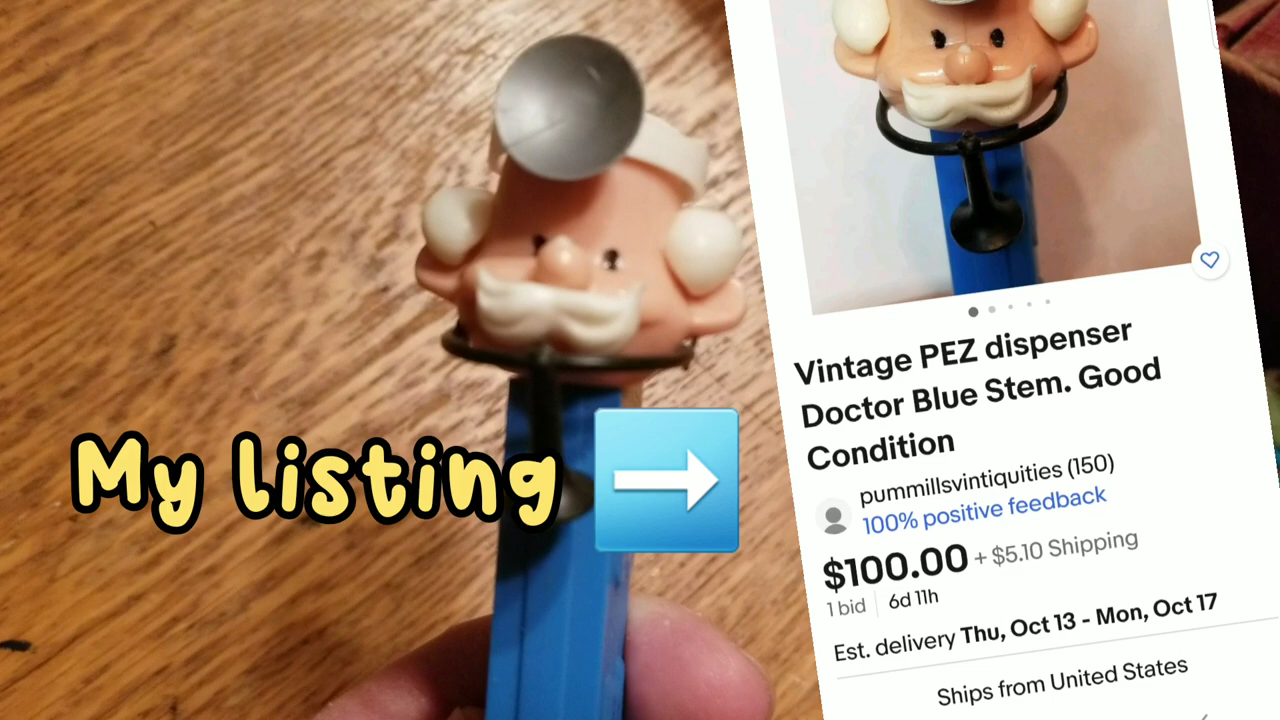 My listing
Vintage PEZ dispenser
Doctor Blue Stem. Good
Condition
pummillsvintiquities (150)
100% positive feedback
$100.00 + $5.10 Shipping
1 bid | 6d 11h
Est. delivery Thu, Oct 13 - Mon, Oct 17
Ships from United States